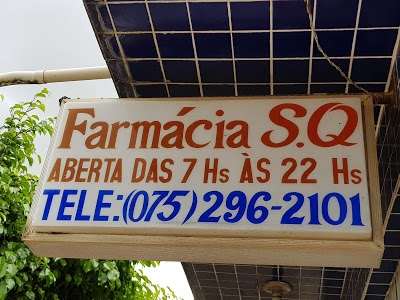 Farmácia S.Q
ABERTA DAS 7 Hs ÀS 22 Hs
TELE:(075)296-2101